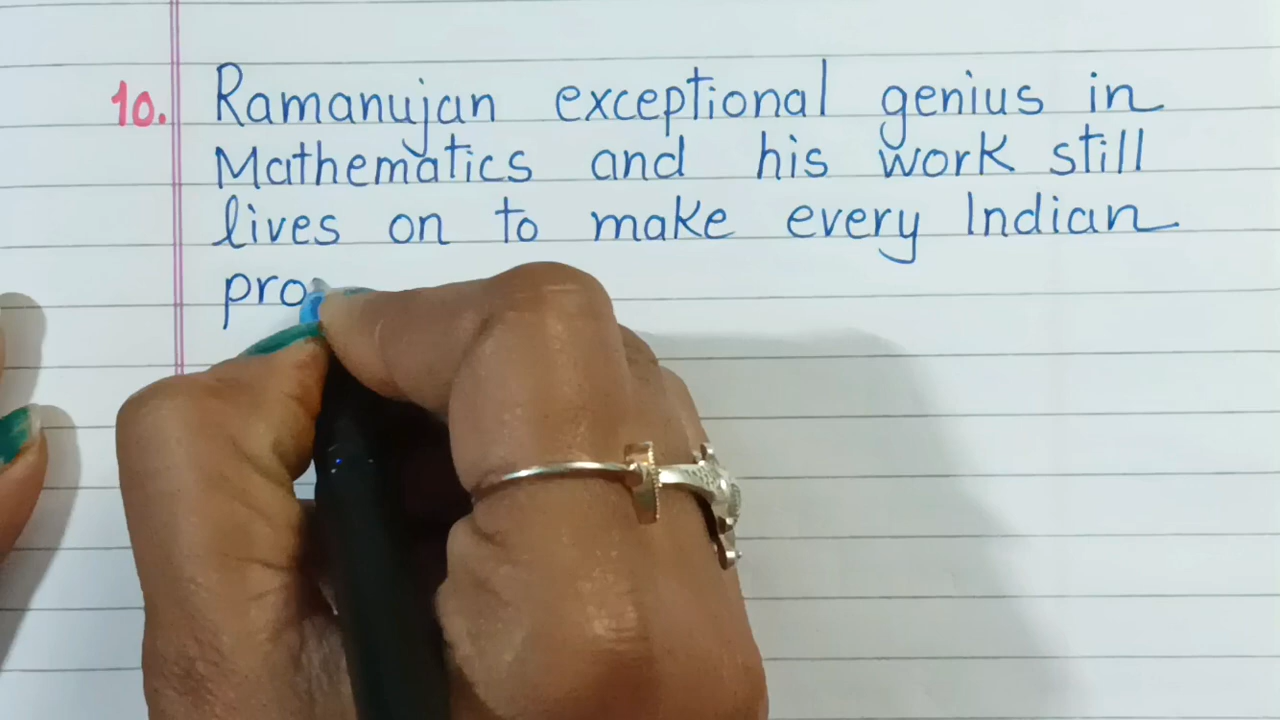 10. Ramanujan exceptional genius in
Mathematics and his work still
lives on to make every Indian
pro